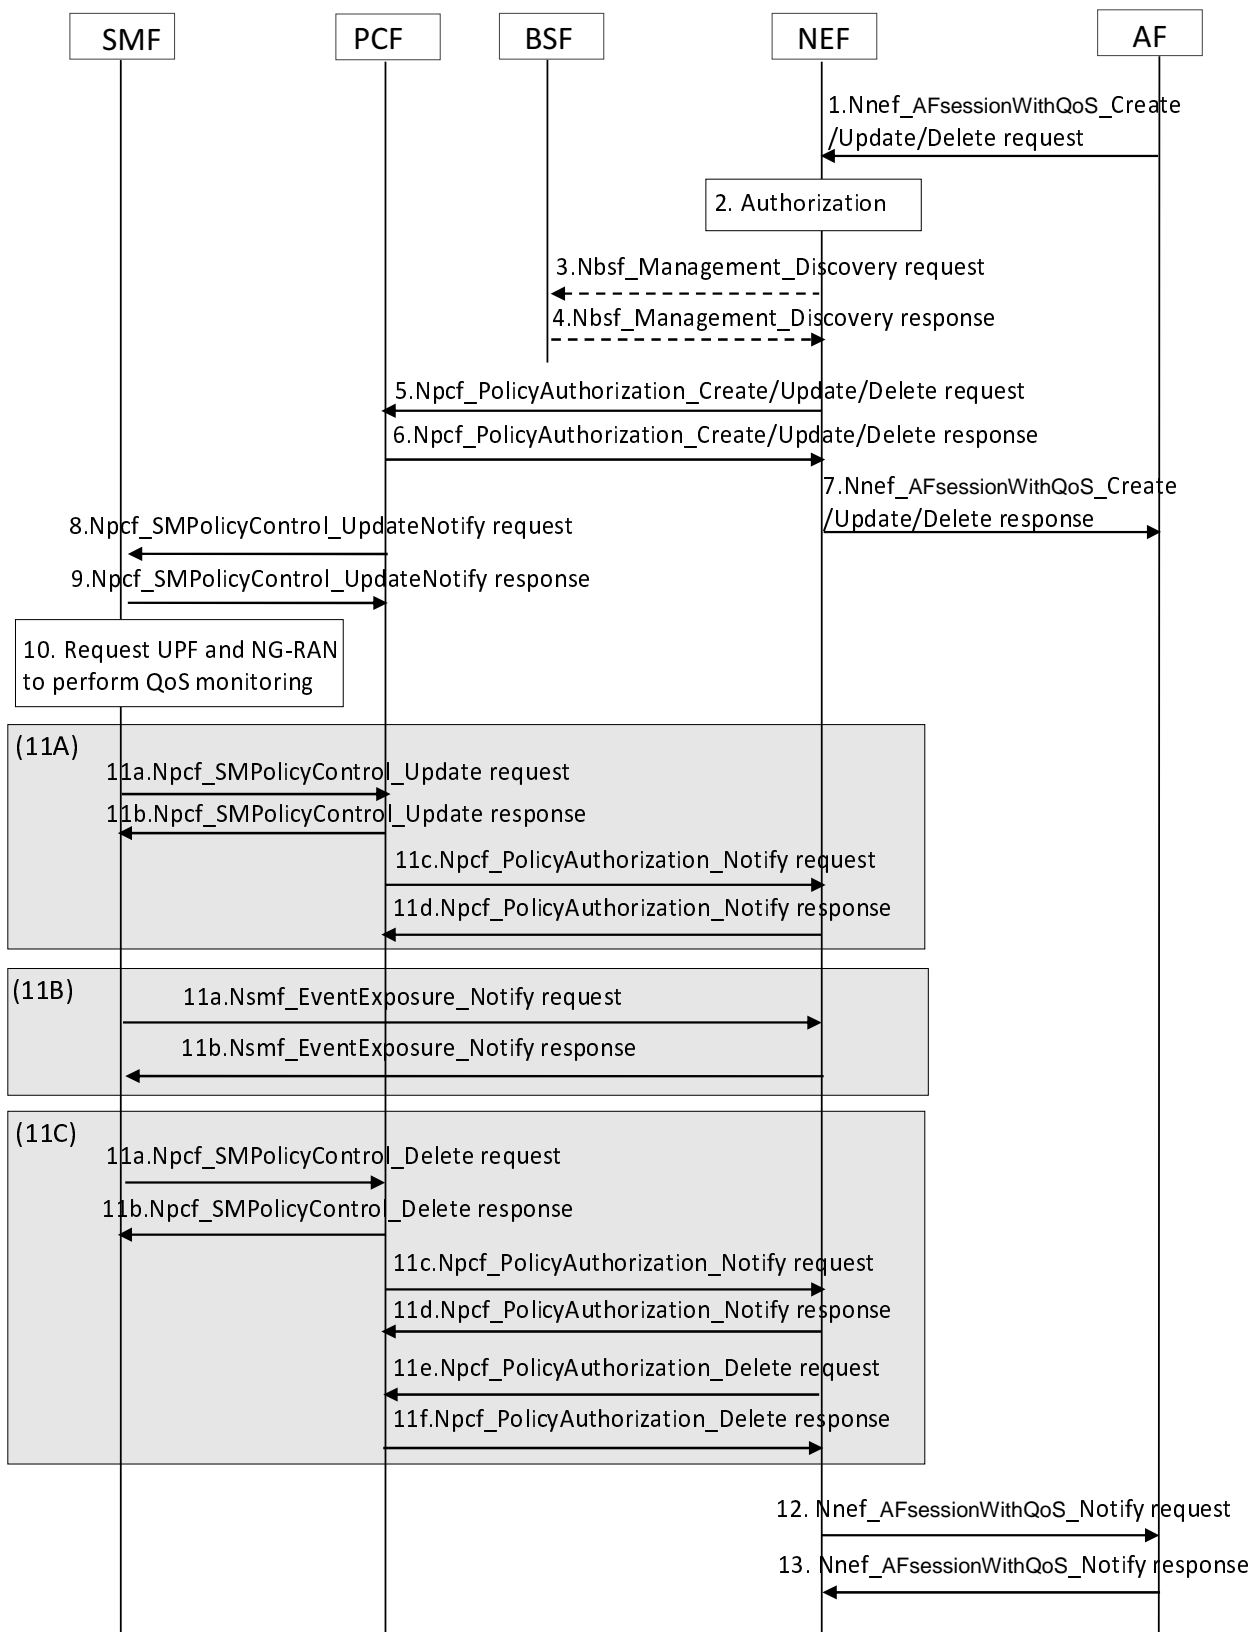 SMF
PCF
BSF
NEF
AF
1.Nnef_AFsessionWithQoS_Create
/Update/Delete request
2. Authorization
3.Nbsf_Management_Discovery request
4.Nbsf_Management_Discovery response
5.Npcf_PolicyAuthorization_Create/Update/Delete request
6.Npcf_PolicyAuthorization_Create/Update/Delete response
7.Nnef_AFsessionWithQoS_Create
/Update/Delete response
8.Npcf_SMPolicyControl_UpdateNotify request
9.Npcf_SMPolicyControl_UpdateNotify response
10. Request UPF and NG-RAN
to perform QoS monitoring
(11A)
11a.Npcf_SMPolicyControl_Update request
11b.Npcf_SMPolicyControl_Update response
11c.Npcf_PolicyAuthorization_Notify request
11d.Npcf_PolicyAuthorization_Notify response
(11B)
11a.Nsmf_EventExposure_Notify request
11b.Nsmf_EventExposure_Notify response
(11C)
11a.Npcf_SMPolicyControl_Delete request
11b.Npcf_SMPolicyControl_Delete response
11c.Npcf_PolicyAuthorization_Notify request
11d.Npcf_PolicyAuthorization_Notify response
11e.Npcf_PolicyAuthorization_Delete request
11f.Npcf_PolicyAuthorization_Delete response
12. Nnef_AFsessionWithQoS_Notify request
13. Nnef_AFsessionWithQoS_Notify response